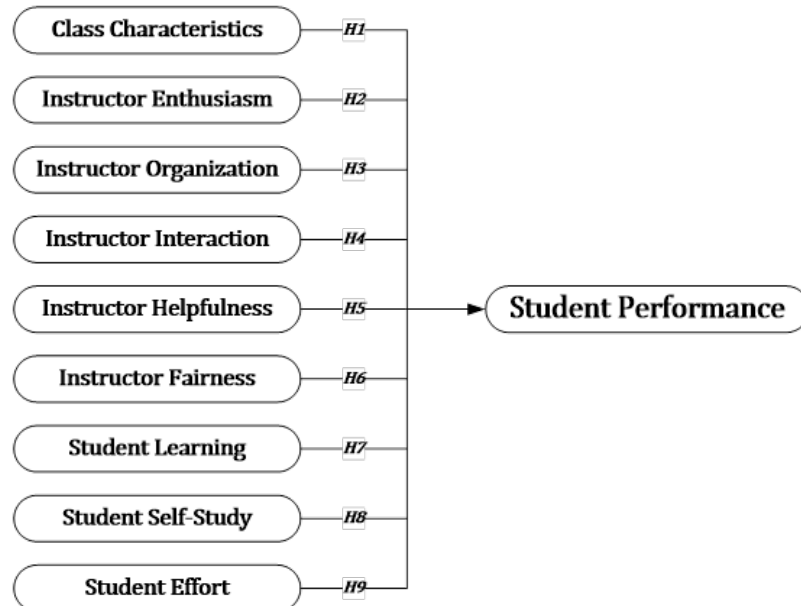 Class Characteristics H1
Instructor Enthusiasm H2
Instructor Organization H3
Instructor Interaction H4
Instructor Helpfulness H5 Student Performance
Instructor Fairness H6
Student Learning H7
Student Self-Study H8
Student Effort H9